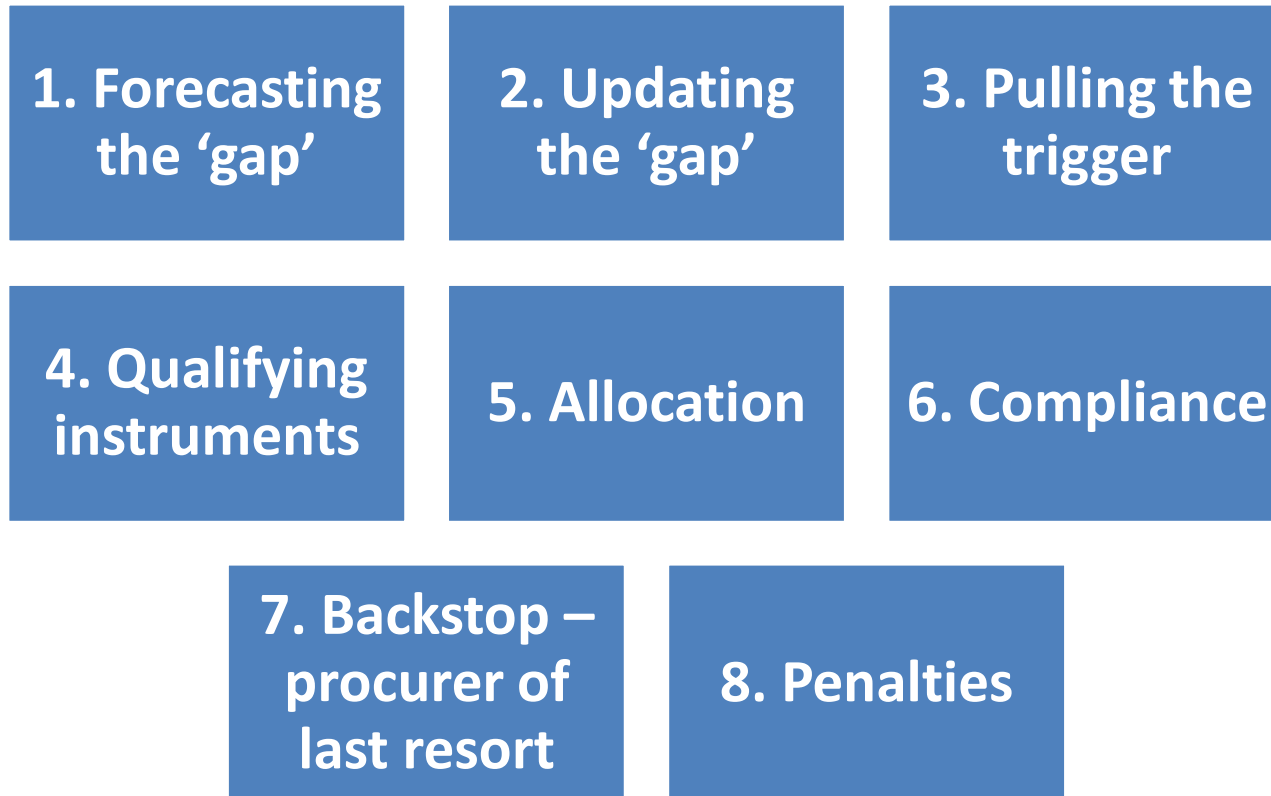 1. Forecasting
the ‘gap’
2. Updating
the ‘gap’
3. Pulling the
trigger
4. Qualifying
instruments
5. Allocation
6. Compliance
7. Backstop –
procurer of
last resort
8. Penalties